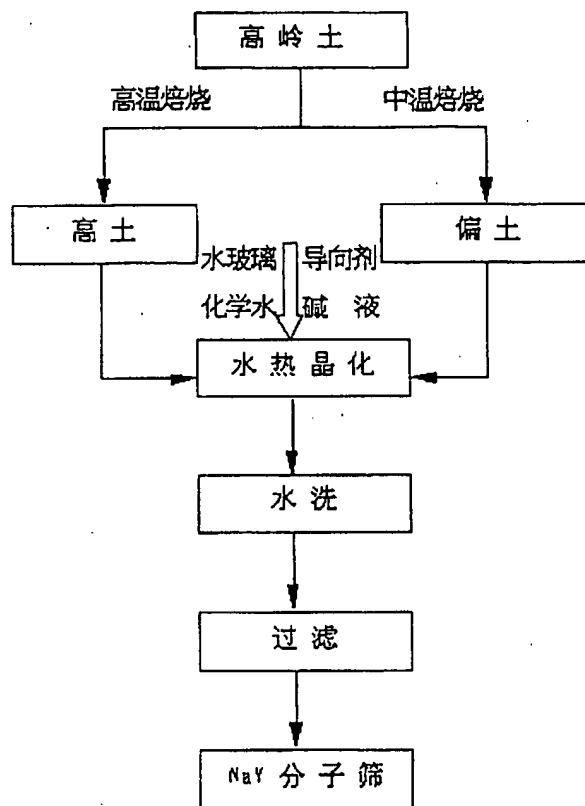 高岭土
高温焙烧 中温焙烧
高土 偏土
水玻璃 导向剂
化学水 碱液
水热晶化
水洗
过滤
NaY分子筛